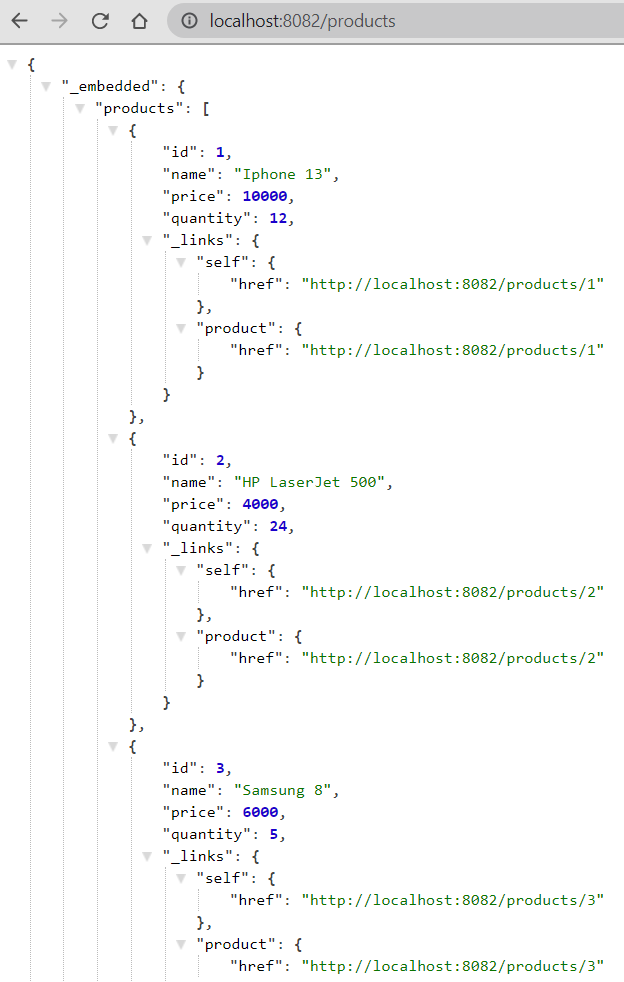 localhost:8082/products
{
"_embedded": {
"products": [
{
"id": 1,
"name": "Iphone 13",
"price": 10000,
"quantity": 12,
"_links": {
"self": {
"href": "http://localhost:8082/products/1"
},
"product": {
"href": "http://localhost:8082/products/1"
}
}
},
{
"id": 2,
"name": "HP LaserJet 500",
"price": 4000,
"quantity": 24,
"_links": {
"self": {
"href": "http://localhost:8082/products/2"
},
"product": {
"href": "http://localhost:8082/products/2"
}
}
},
{
"id": 3,
"name": "Samsung 8",
"price": 6000,
"quantity": 5,
"_links": {
"self": {
"href": "http://localhost:8082/products/3"
},
"product": {
"href": "http://localhost:8082/products/3"